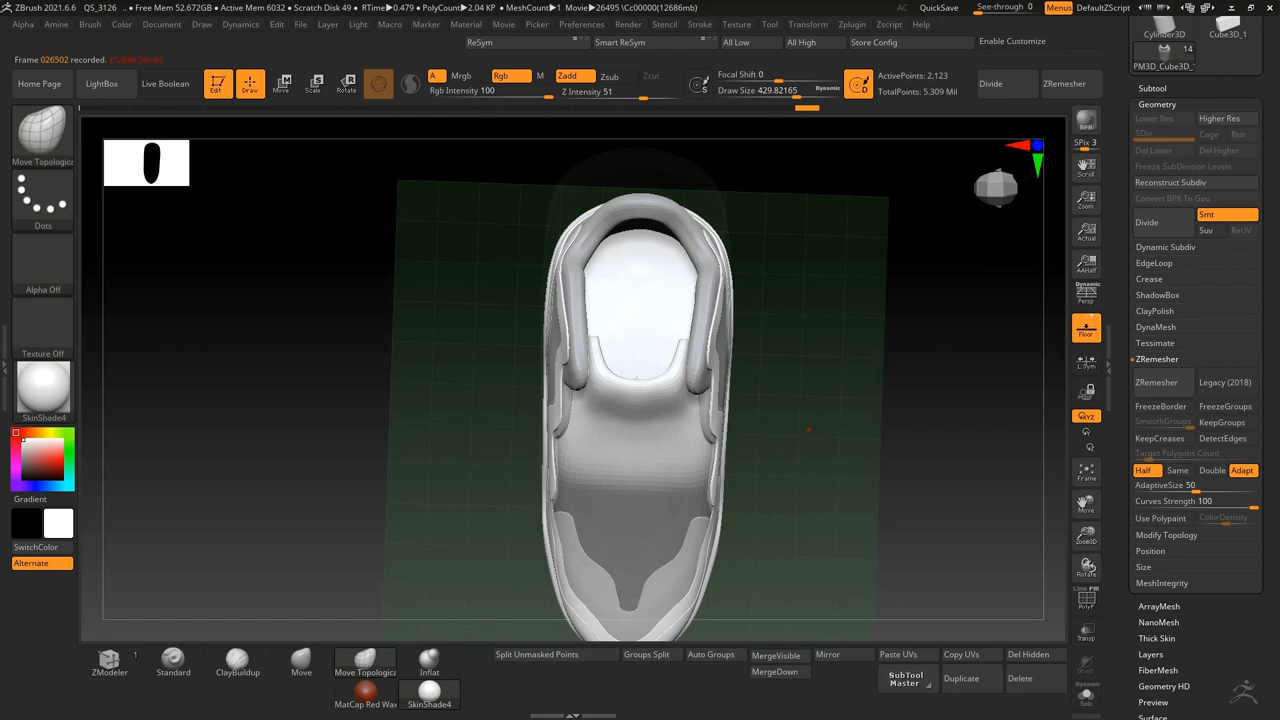 ZBrush 2021.6.6 QS_3126 • Free Mem 52.672GB • Active Mem 6032 • Scratch Disk 49 • RTime▶0.479 • PolyCount▶2.04 KP • MeshCount▶1 Movie▶26495 (Cc00000 (Stencil) (12686mb)
AC QuickSave See-through 0 Menus DefaultZScript
Alpha Brush Color Document Draw Dynamics Edit File Layer Light Macro Marker Material Movie Picker Preferences Render Stencil Stroke Texture Tool Transform Zplugin Zscript Help
ReSym Smart ReSym All Low All High Store Config Enable Customize
Frame 026502 recorded.
Home Page LightBox Live Boolean Edit Draw Move Scale Rotate
A Mrgb Rgb M Zadd Zsub Zcut
Rgb Intensity 100 Z Intensity 51
S Focal Shift 0
Draw Size 429.82165 Dynamic
D ActivePoints: 2,123
TotalPoints: 5.309 Mil
Divide ZRemesher
Move Topologica
Dots
Alpha Off
Texture Off
SkinShade4
Gradient
SwitchColor
Alternate
BPR
SPix 3
Scroll
Zoom
Actual
AAHalf
Dynamic
Persp
Floor
L.Sym
Frame
Move
Zoom3D
Rotate
Line Fill
PolyF
Transp
Ghost
Dynamic
Solo
Cylinder3D Cube3D_1
14
PM3D_Cube3D_
Subtool
Geometry
Lower Res Higher Res
SDiv Cage Rstr
Del Lower Del Higher
Freeze SubDivision Levels
Reconstruct Subdiv
Convert BPR To Geo
Divide Smt
Suv ReUV
Dynamic Subdiv
EdgeLoop
Crease
ShadowBox
ClayPolish
DynaMesh
Tessimate
ZRemesher
ZRemesher Legacy (2018)
FreezeBorder FreezeGroups
SmoothGroups KeepGroups
KeepCreases DetectEdges
Target Polygons Count
Half Same Double Adapt
AdaptiveSize 50
Curves Strength 100
Use Polypaint ColorDensity
Modify Topology
Position
Size
MeshIntegrity
ArrayMesh
NanoMesh
Thick Skin
Layers
FiberMesh
Geometry HD
Preview
Surface
1
ZModeler Standard ClayBuildup Move Move Topologica Inflat
MatCap Red Wax SkinShade4
Split Unmasked Points Groups Split Auto Groups MergeVisible Mirror Paste UVs Copy UVs Del Hidden
MergeDown SubTool Master Duplicate Delete